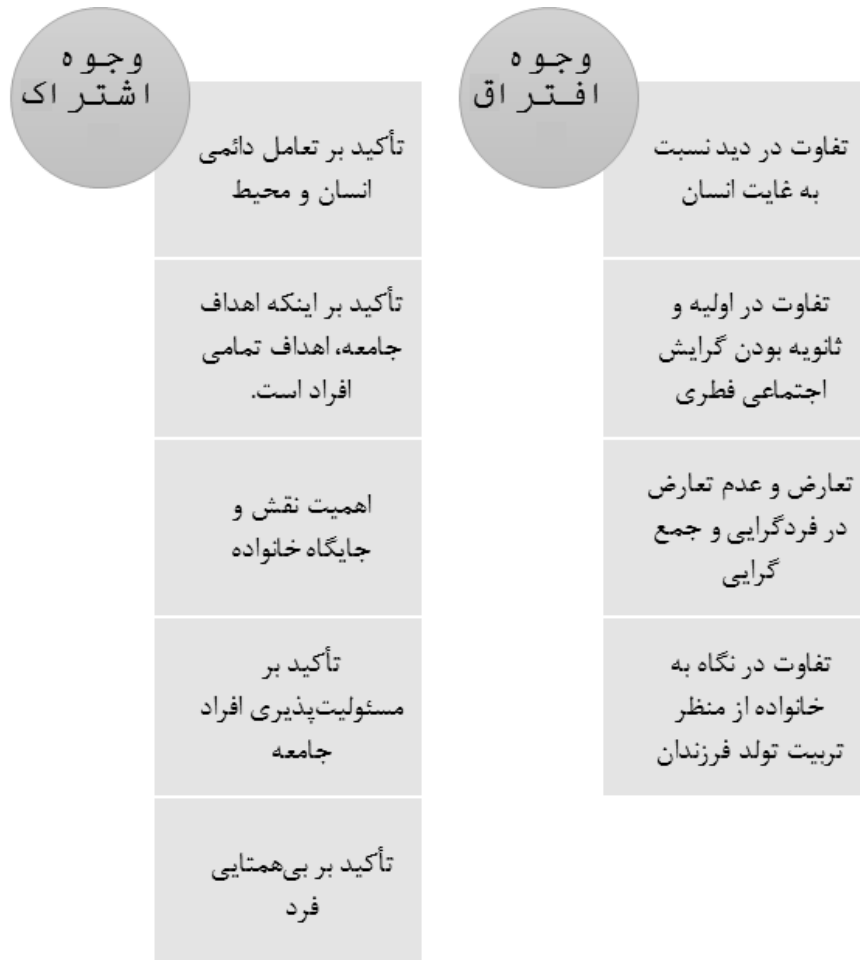 وجوه
افتراق
تفاوت در دید نسبت
به غایت انسان
تفاوت در اولیه و
ثانویه بودن گرایش
اجتماعی فطری
تعارض و عدم تعارض
در فردگرایی و جمع
گرایی
تفاوت در نگاه به
خانواده از منظر
تربیت تولد فرزندان
وجوه
اشتراک
تأکید بر تعامل دائمی
انسان و محیط
تأکید بر اینکه اهداف
جامعه، اهداف تمامی
افراد است.
اهمیت نقش و
جایگاه خانواده
تأکید بر
مسئولیت‌پذیری افراد
جامعه
تأکید بر بی‌همتایی
فرد